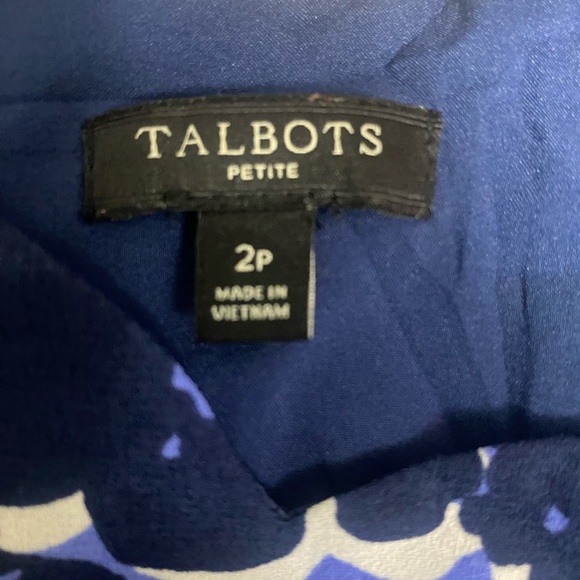 TALBOTS
PETITE
2P
MADE IN
VIETNAM